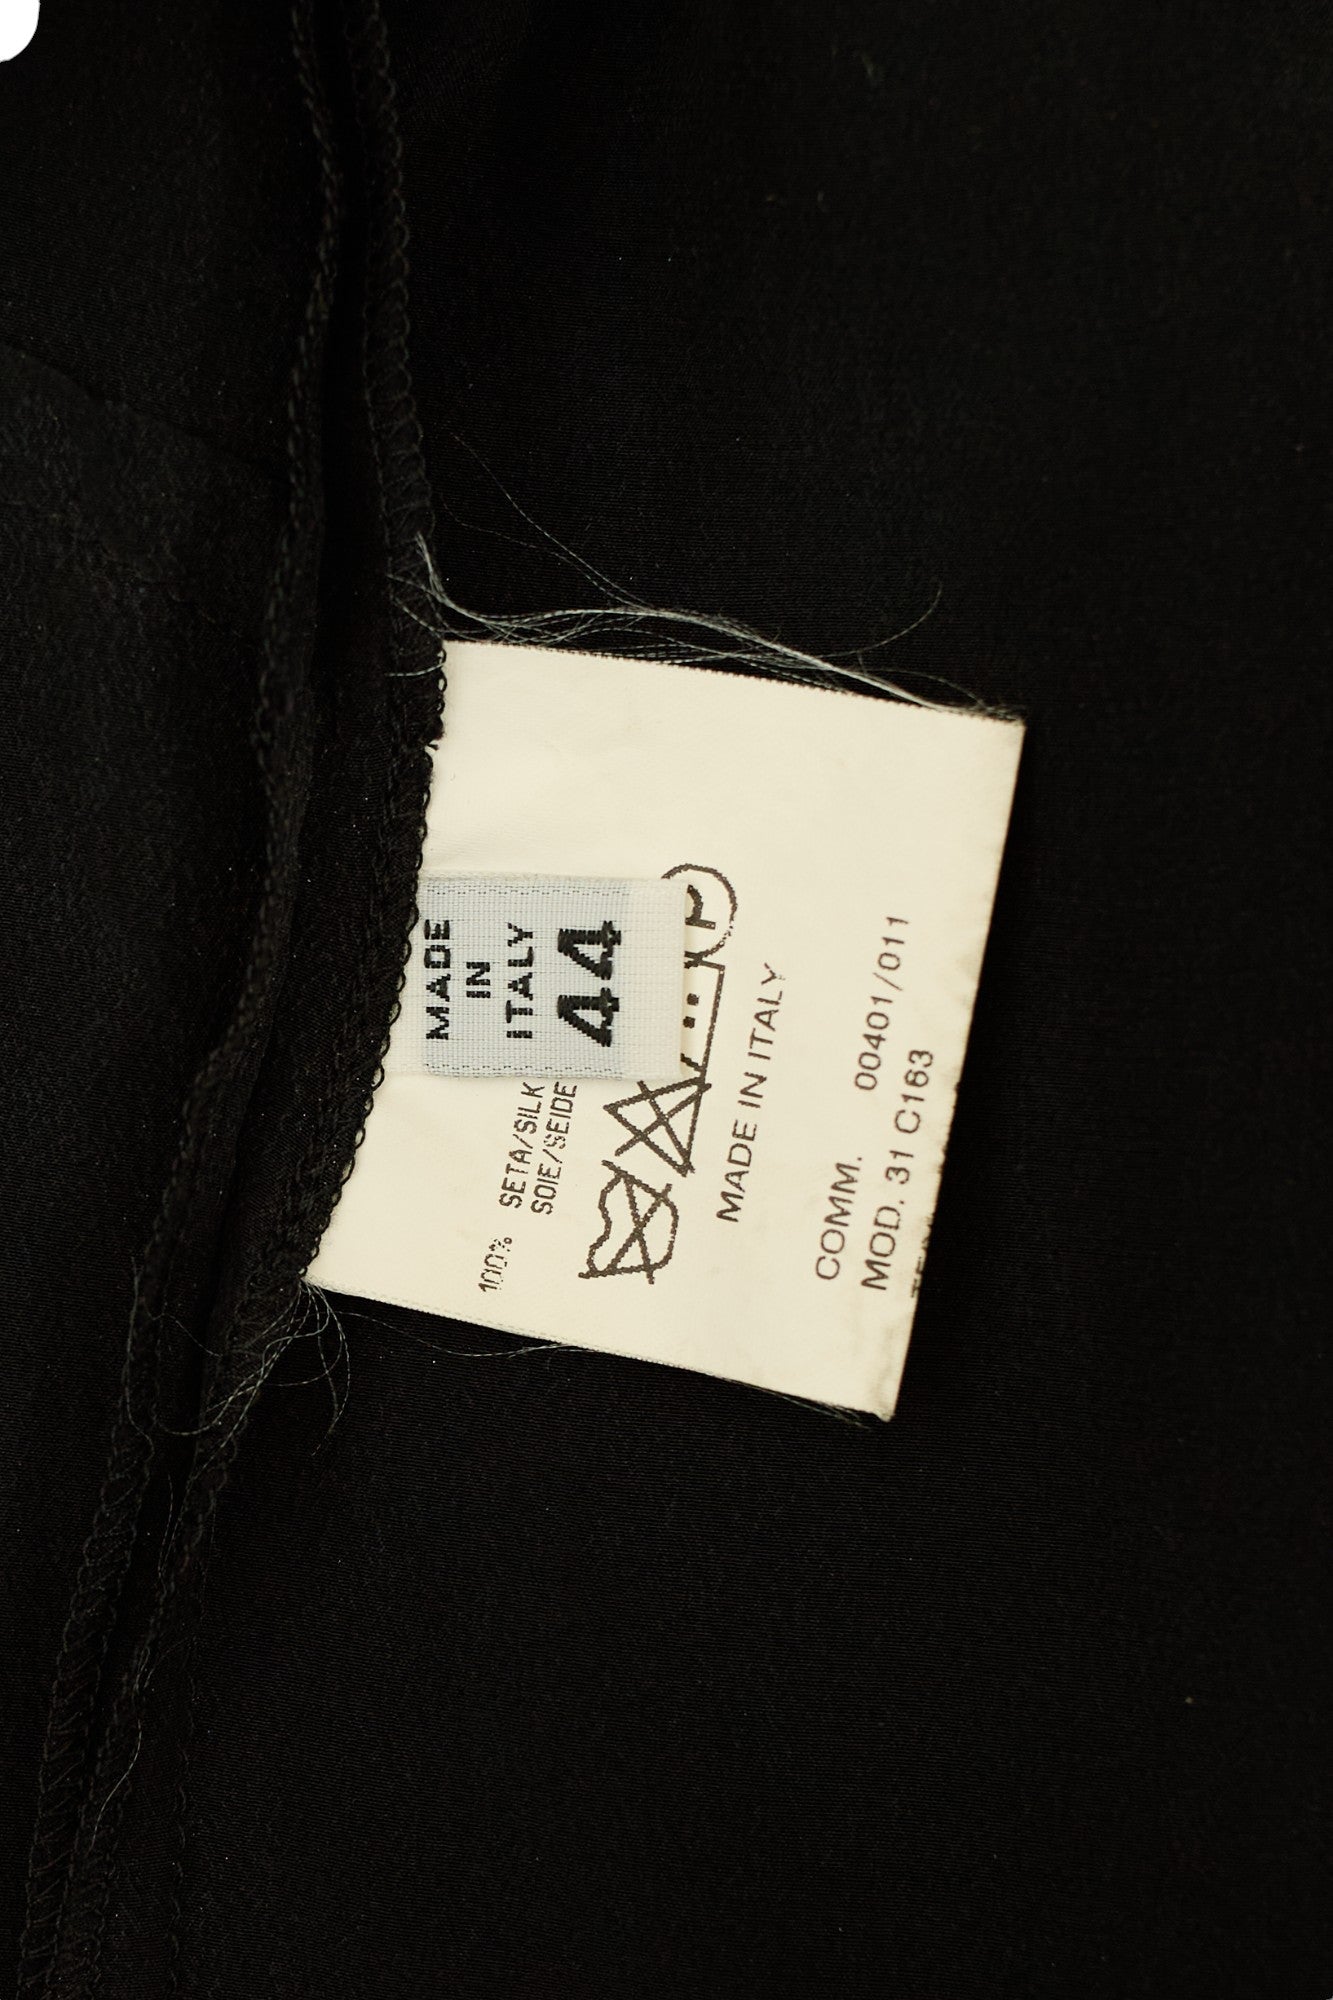 MADE
IN
ITALY
44
100% SETA/SILK
SOIE/SEIDE
P
MADE IN ITALY
COMM. 00401/011
MOD. 31 C163